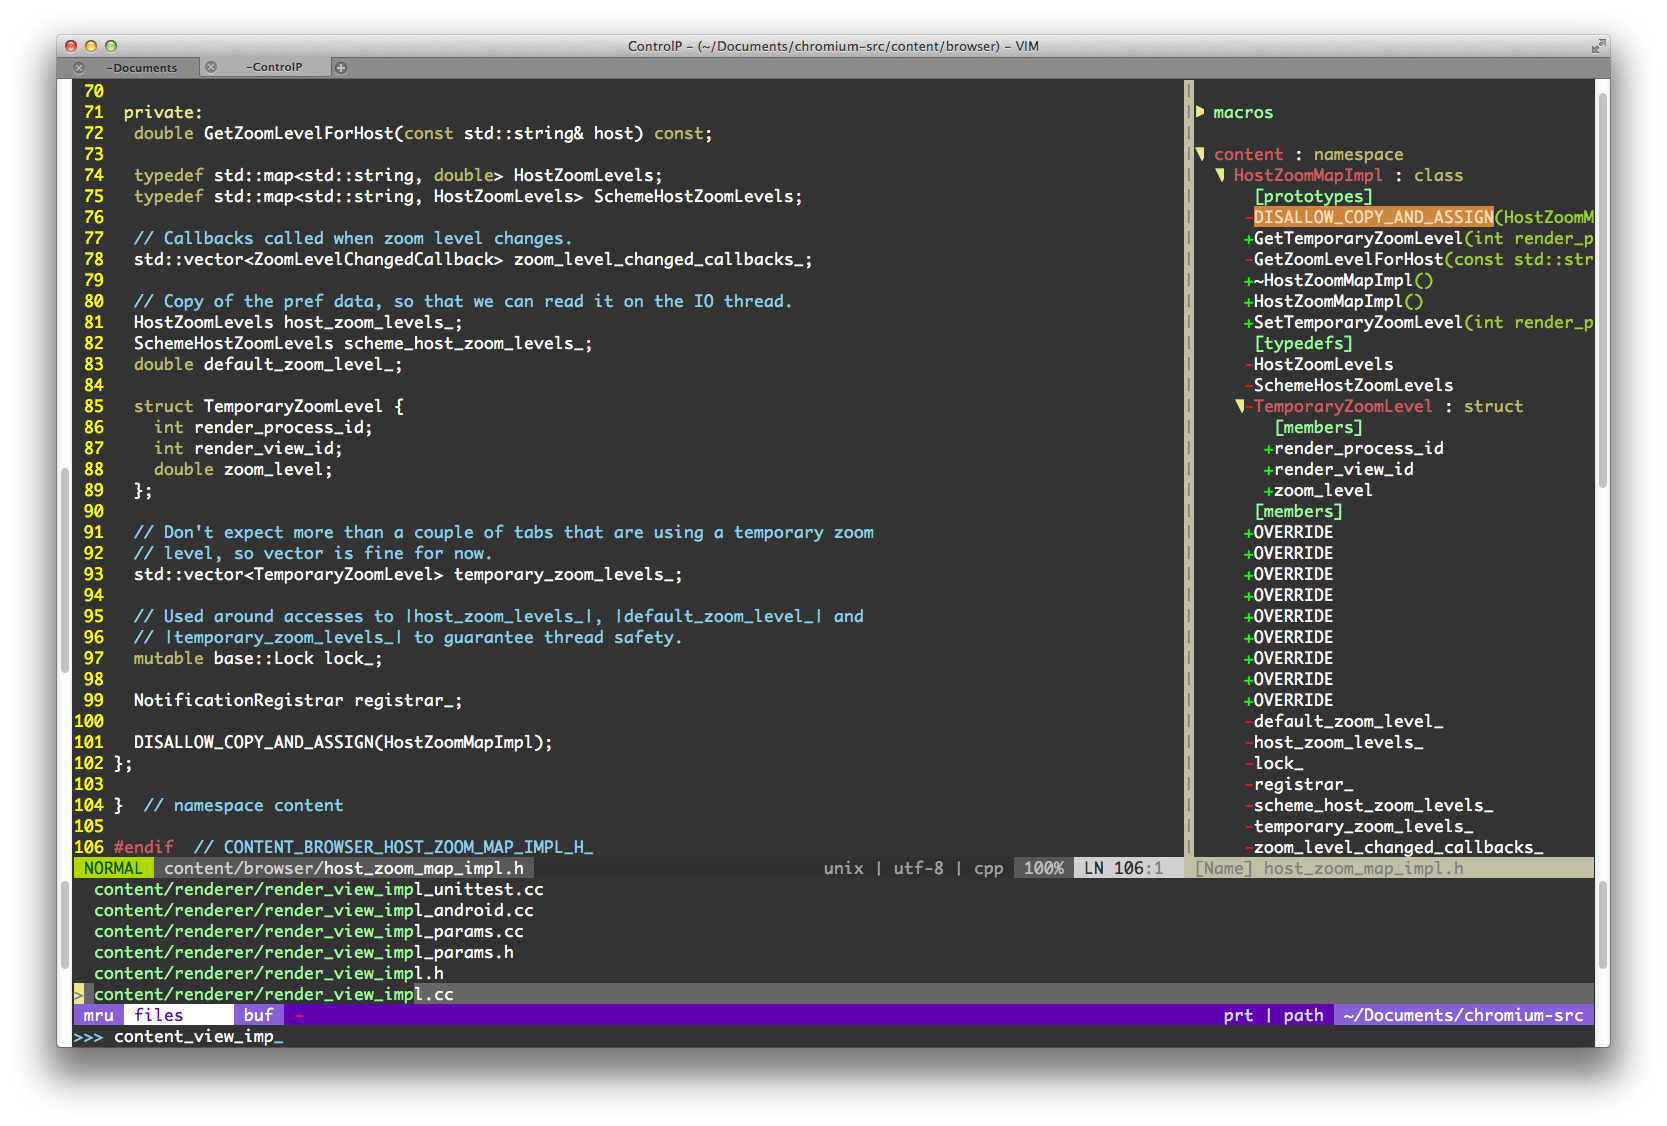 ControlP – (~/Documents/chromium-src/content/browser) – VIM
-Documents
-ControlP
70
71  private:
72   double GetZoomLevelForHost(const std::string& host) const;
73
74   typedef std::map<std::string, double> HostZoomLevels;
75   typedef std::map<std::string, HostZoomLevels> SchemeHostZoomLevels;
76
77   // Callbacks called when zoom level changes.
78   std::vector<ZoomLevelChangedCallback> zoom_level_changed_callbacks_;
79
80   // Copy of the pref data, so that we can read it on the IO thread.
81   HostZoomLevels host_zoom_levels_;
82   SchemeHostZoomLevels scheme_host_zoom_levels_;
83   double default_zoom_level_;
84
85   struct TemporaryZoomLevel {
86     int render_process_id;
87     int render_view_id;
88     double zoom_level;
89   };
90
91   // Don't expect more than a couple of tabs that are using a temporary zoom
92   // level, so vector is fine for now.
93   std::vector<TemporaryZoomLevel> temporary_zoom_levels_;
94
95   // Used around accesses to |host_zoom_levels_|, |default_zoom_level_| and
96   // |temporary_zoom_levels_| to guarantee thread safety.
97   mutable base::Lock lock_;
98
99   NotificationRegistrar registrar_;
100
101   DISALLOW_COPY_AND_ASSIGN(HostZoomMapImpl);
102 };
103
104 }  // namespace content
105
106 #endif  // CONTENT_BROWSER_HOST_ZOOM_MAP_IMPL_H_
macros
content : namespace
HostZoomMapImpl : class
[prototypes]
-DISALLOW_COPY_AND_ASSIGN(HostZoomM
+GetTemporaryZoomLevel(int render_p
-GetZoomLevelForHost(const std::str
+~HostZoomMapImpl()
+HostZoomMapImpl()
+SetTemporaryZoomLevel(int render_p
[typedefs]
-HostZoomLevels
-SchemeHostZoomLevels
-TemporaryZoomLevel : struct
[members]
+render_process_id
+render_view_id
+zoom_level
[members]
+OVERRIDE
+OVERRIDE
+OVERRIDE
+OVERRIDE
+OVERRIDE
+OVERRIDE
+OVERRIDE
+OVERRIDE
+OVERRIDE
-default_zoom_level_
-host_zoom_levels_
-lock_
-registrar_
-scheme_host_zoom_levels_
-temporary_zoom_levels_
-zoom_level_changed_callbacks_
NORMAL content/browser/host_zoom_map_impl.h unix | utf-8 | cpp 100% LN 106:1 [Name] host_zoom_map_impl.h
content/renderer/render_view_impl_unittest.cc
content/renderer/render_view_impl_android.cc
content/renderer/render_view_impl_params.cc
content/renderer/render_view_impl_params.h
content/renderer/render_view_impl.h
> content/renderer/render_view_impl.cc
mru files buf - prt | path ~/Documents/chromium-src
>>> content_view_imp_